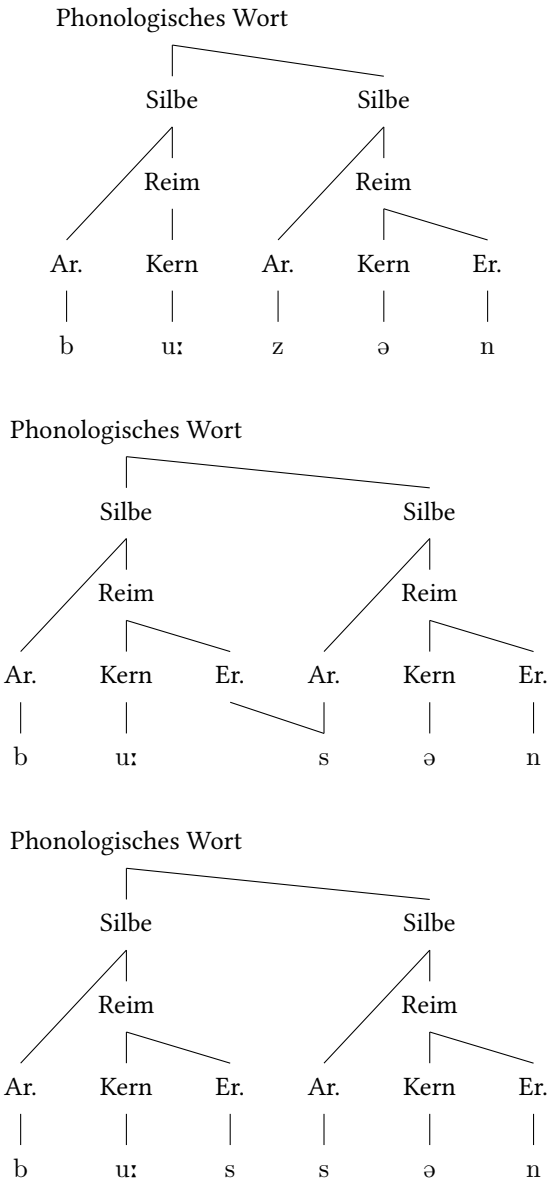 Phonologisches Wort
Silbe Silbe
Reim Reim
Ar. Kern Ar. Kern Er.
b uː z ə n
Phonologisches Wort
Silbe Silbe
Reim Reim
Ar. Kern Er. Ar. Kern Er.
b uː s ə n
Phonologisches Wort
Silbe Silbe
Reim Reim
Ar. Kern Er. Ar. Kern Er.
b uː s s ə n